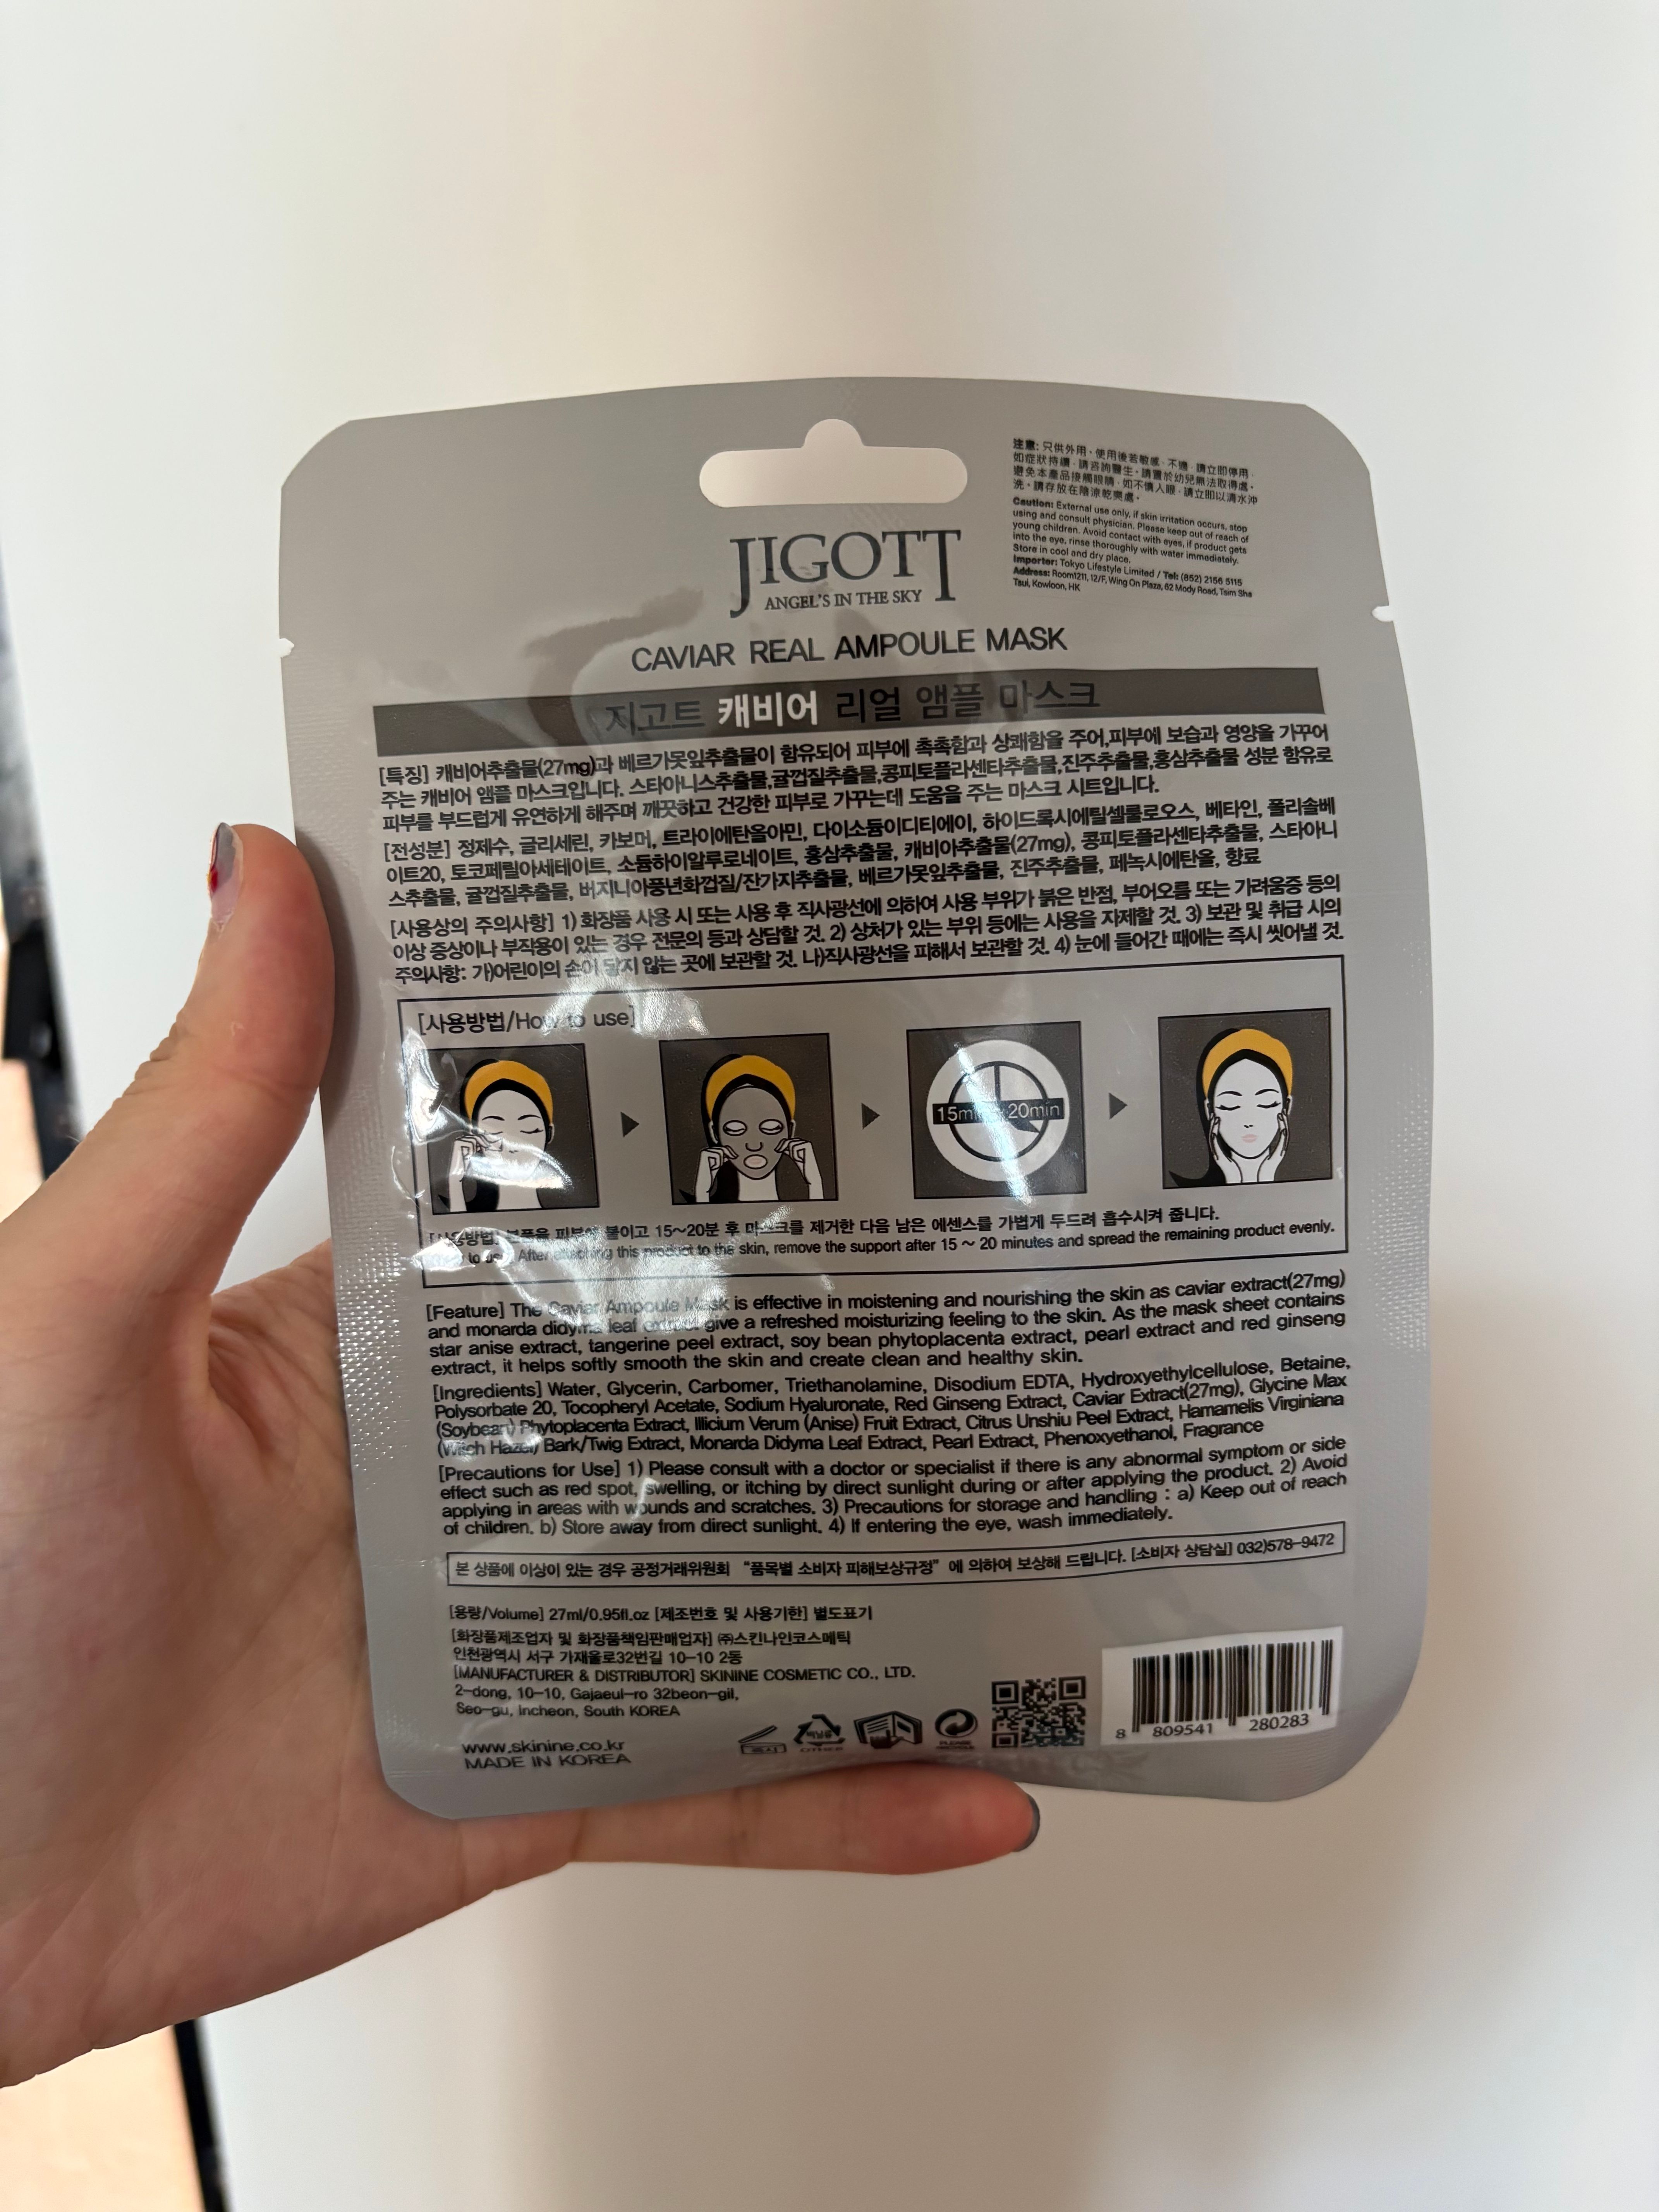 注意: 只供外用，使用後若敏感，不適，請立即停用，
如症狀持續，請咨詢醫生。請置於幼兒無法取得處。
避免本產品接觸眼睛，如不慎入眼，請立即以清水沖
洗。請存放在陰涼乾爽處。
Caution: External use only, if skin irritation occurs, stop
using and consult physician. Please keep out of reach of
young children. Avoid contact with eyes, if product gets
into the eye, rinse thoroughly with water immediately.
Store in cool and dry place.
Importer: Tokyo Lifestyle Limited / Tel: (852) 2156 5115
Address: Room1211, 12/F, Wing On Plaza, 62 Mody Road, Tsim Sha
Tsui, Kowloon, HK
JIGOTT
ANGEL'S IN THE SKY
CAVIAR REAL AMPOULE MASK
지고트 캐비어 리얼 앰플 마스크
[특징] 캐비어추출물(27mg)과 베르가못잎추출물이 함유되어 피부에 촉촉함과 상쾌함을 주어,피부에 보습과 영양을 가꾸어
주는 캐비어 앰플 마스크입니다. 스타아니스추출물,귤껍질추출물,콩피토플라센타추출물,진주추출물,홍삼추출물 성분 함유로
피부를 부드럽게 유연하게 해주며 깨끗하고 건강한 피부로 가꾸는데 도움을 주는 마스크 시트입니다.
[전성분] 정제수, 글리세린, 카보머, 트라이에탄올아민, 다이소듐이디티에이, 하이드록시에틸셀룰로오스, 베타인, 폴리솔베
이트20, 토코페릴아세테이트, 소듐하이알루로네이트, 홍삼추출물, 캐비아추출물(27mg), 콩피토플라센타추출물, 스타아니
스추출물, 귤껍질추출물, 버지니아풍년화껍질/잔가지추출물, 베르가못잎추출물, 진주추출물, 페녹시에탄올, 향료
[사용상의 주의사항] 1) 화장품 사용 시 또는 사용 후 직사광선에 의하여 사용 부위가 붉은 반점, 부어오름 또는 가려움증 등의
이상 증상이나 부작용이 있는 경우 전문의 등과 상담할 것. 2) 상처가 있는 부위 등에는 사용을 자제할 것. 3) 보관 및 취급 시의
주의사항: 가)어린이의 손이 닿지 않는 곳에 보관할 것. 나)직사광선을 피해서 보관할 것. 4) 눈에 들어간 때에는 즉시 씻어낼 것.
[사용방법/How to use]
15min 20min
[사용방법] 본품을 피부에 붙이고 15~20분 후 마스크를 제거한 다음 남은 에센스를 가볍게 두드려 흡수시켜 줍니다.
to use After attaching this product to the skin, remove the support after 15 ~ 20 minutes and spread the remaining product evenly.
[Feature] The Caviar Ampoule Mask is effective in moistening and nourishing the skin as caviar extract(27mg)
and monarda didyma leaf extract give a refreshed moisturizing feeling to the skin. As the mask sheet contains
star anise extract, tangerine peel extract, soy bean phytoplacenta extract, pearl extract and red ginseng
extract, it helps softly smooth the skin and create clean and healthy skin.
[Ingredients] Water, Glycerin, Carbomer, Triethanolamine, Disodium EDTA, Hydroxyethylcellulose, Betaine,
Polysorbate 20, Tocopheryl Acetate, Sodium Hyaluronate, Red Ginseng Extract, Caviar Extract(27mg), Glycine Max
(Soybean) Phytoplacenta Extract, Illicium Verum (Anise) Fruit Extract, Citrus Unshiu Peel Extract, Hamamelis Virginiana
(Witch Hazel) Bark/Twig Extract, Monarda Didyma Leaf Extract, Pearl Extract, Phenoxyethanol, Fragrance
[Precautions for Use] 1) Please consult with a doctor or specialist if there is any abnormal symptom or side
effect such as red spot, swelling, or itching by direct sunlight during or after applying the product. 2) Avoid
applying in areas with wounds and scratches. 3) Precautions for storage and handling : a) Keep out of reach
of children. b) Store away from direct sunlight. 4) If entering the eye, wash immediately.
본 상품에 이상이 있는 경우 공정거래위원회 “품목별 소비자 피해보상규정” 에 의하여 보상해 드립니다. [소비자 상담실] 032)578-9472
[용량/Volume] 27ml/0.95fl.oz [제조번호 및 사용기한] 별도표기
[화장품제조업자 및 화장품책임판매업자] ㈜스킨나인코스메틱
인천광역시 서구 가재울로32번길 10-10 2동
[MANUFACTURER & DISTRIBUTOR] SKININE COSMETIC CO., LTD.
2-dong, 10-10, Gajaeul-ro 32beon-gil,
Seo-gu, Incheon, South KOREA
www.skinine.co.kr
MADE IN KOREA
즉시
비닐류
OTHER
PLEASE
RECYCLE
8 809541 280283